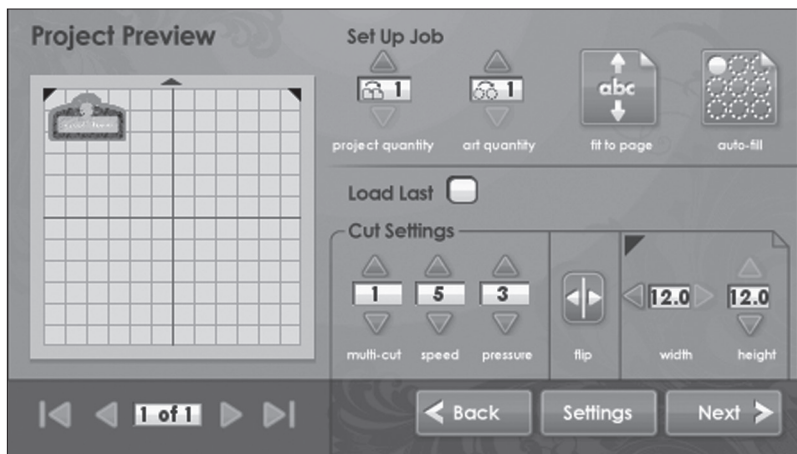 Project Preview
Set Up Job
1
1
abc
project quantity
art quantity
fit to page
auto-fill
Load Last
Cut Settings
1
5
3
12.0
12.0
multi-cut
speed
pressure
flip
width
height
1 of 1
Back
Settings
Next